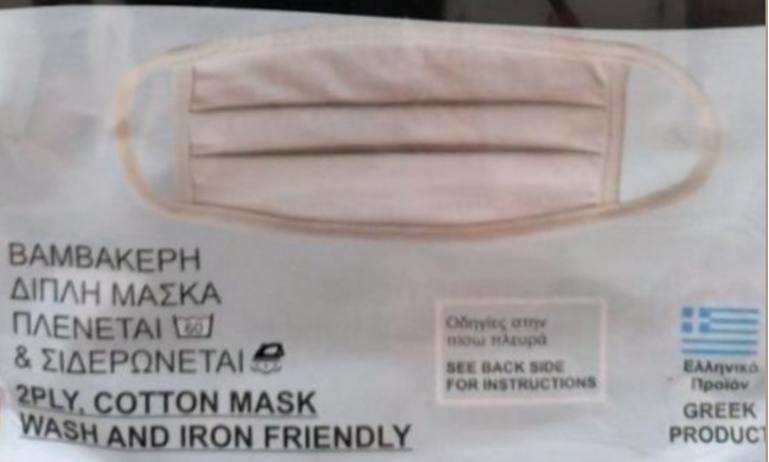 ΒΑΜΒΑΚΕΡΗ
ΔΙΠΛΗ ΜΑΣΚΑ
ΠΛΕΝΕΤΑΙ 60
& ΣΙΔΕΡΩΝΕΤΑΙ
2PLY, COTTON MASK
WASH AND IRON FRIENDLY
Οδηγίες στην
πίσω πλευρά
SEE BACK SIDE
FOR INSTRUCTIONS
Ελληνικό
Προϊόν
GREEK
PRODUCT